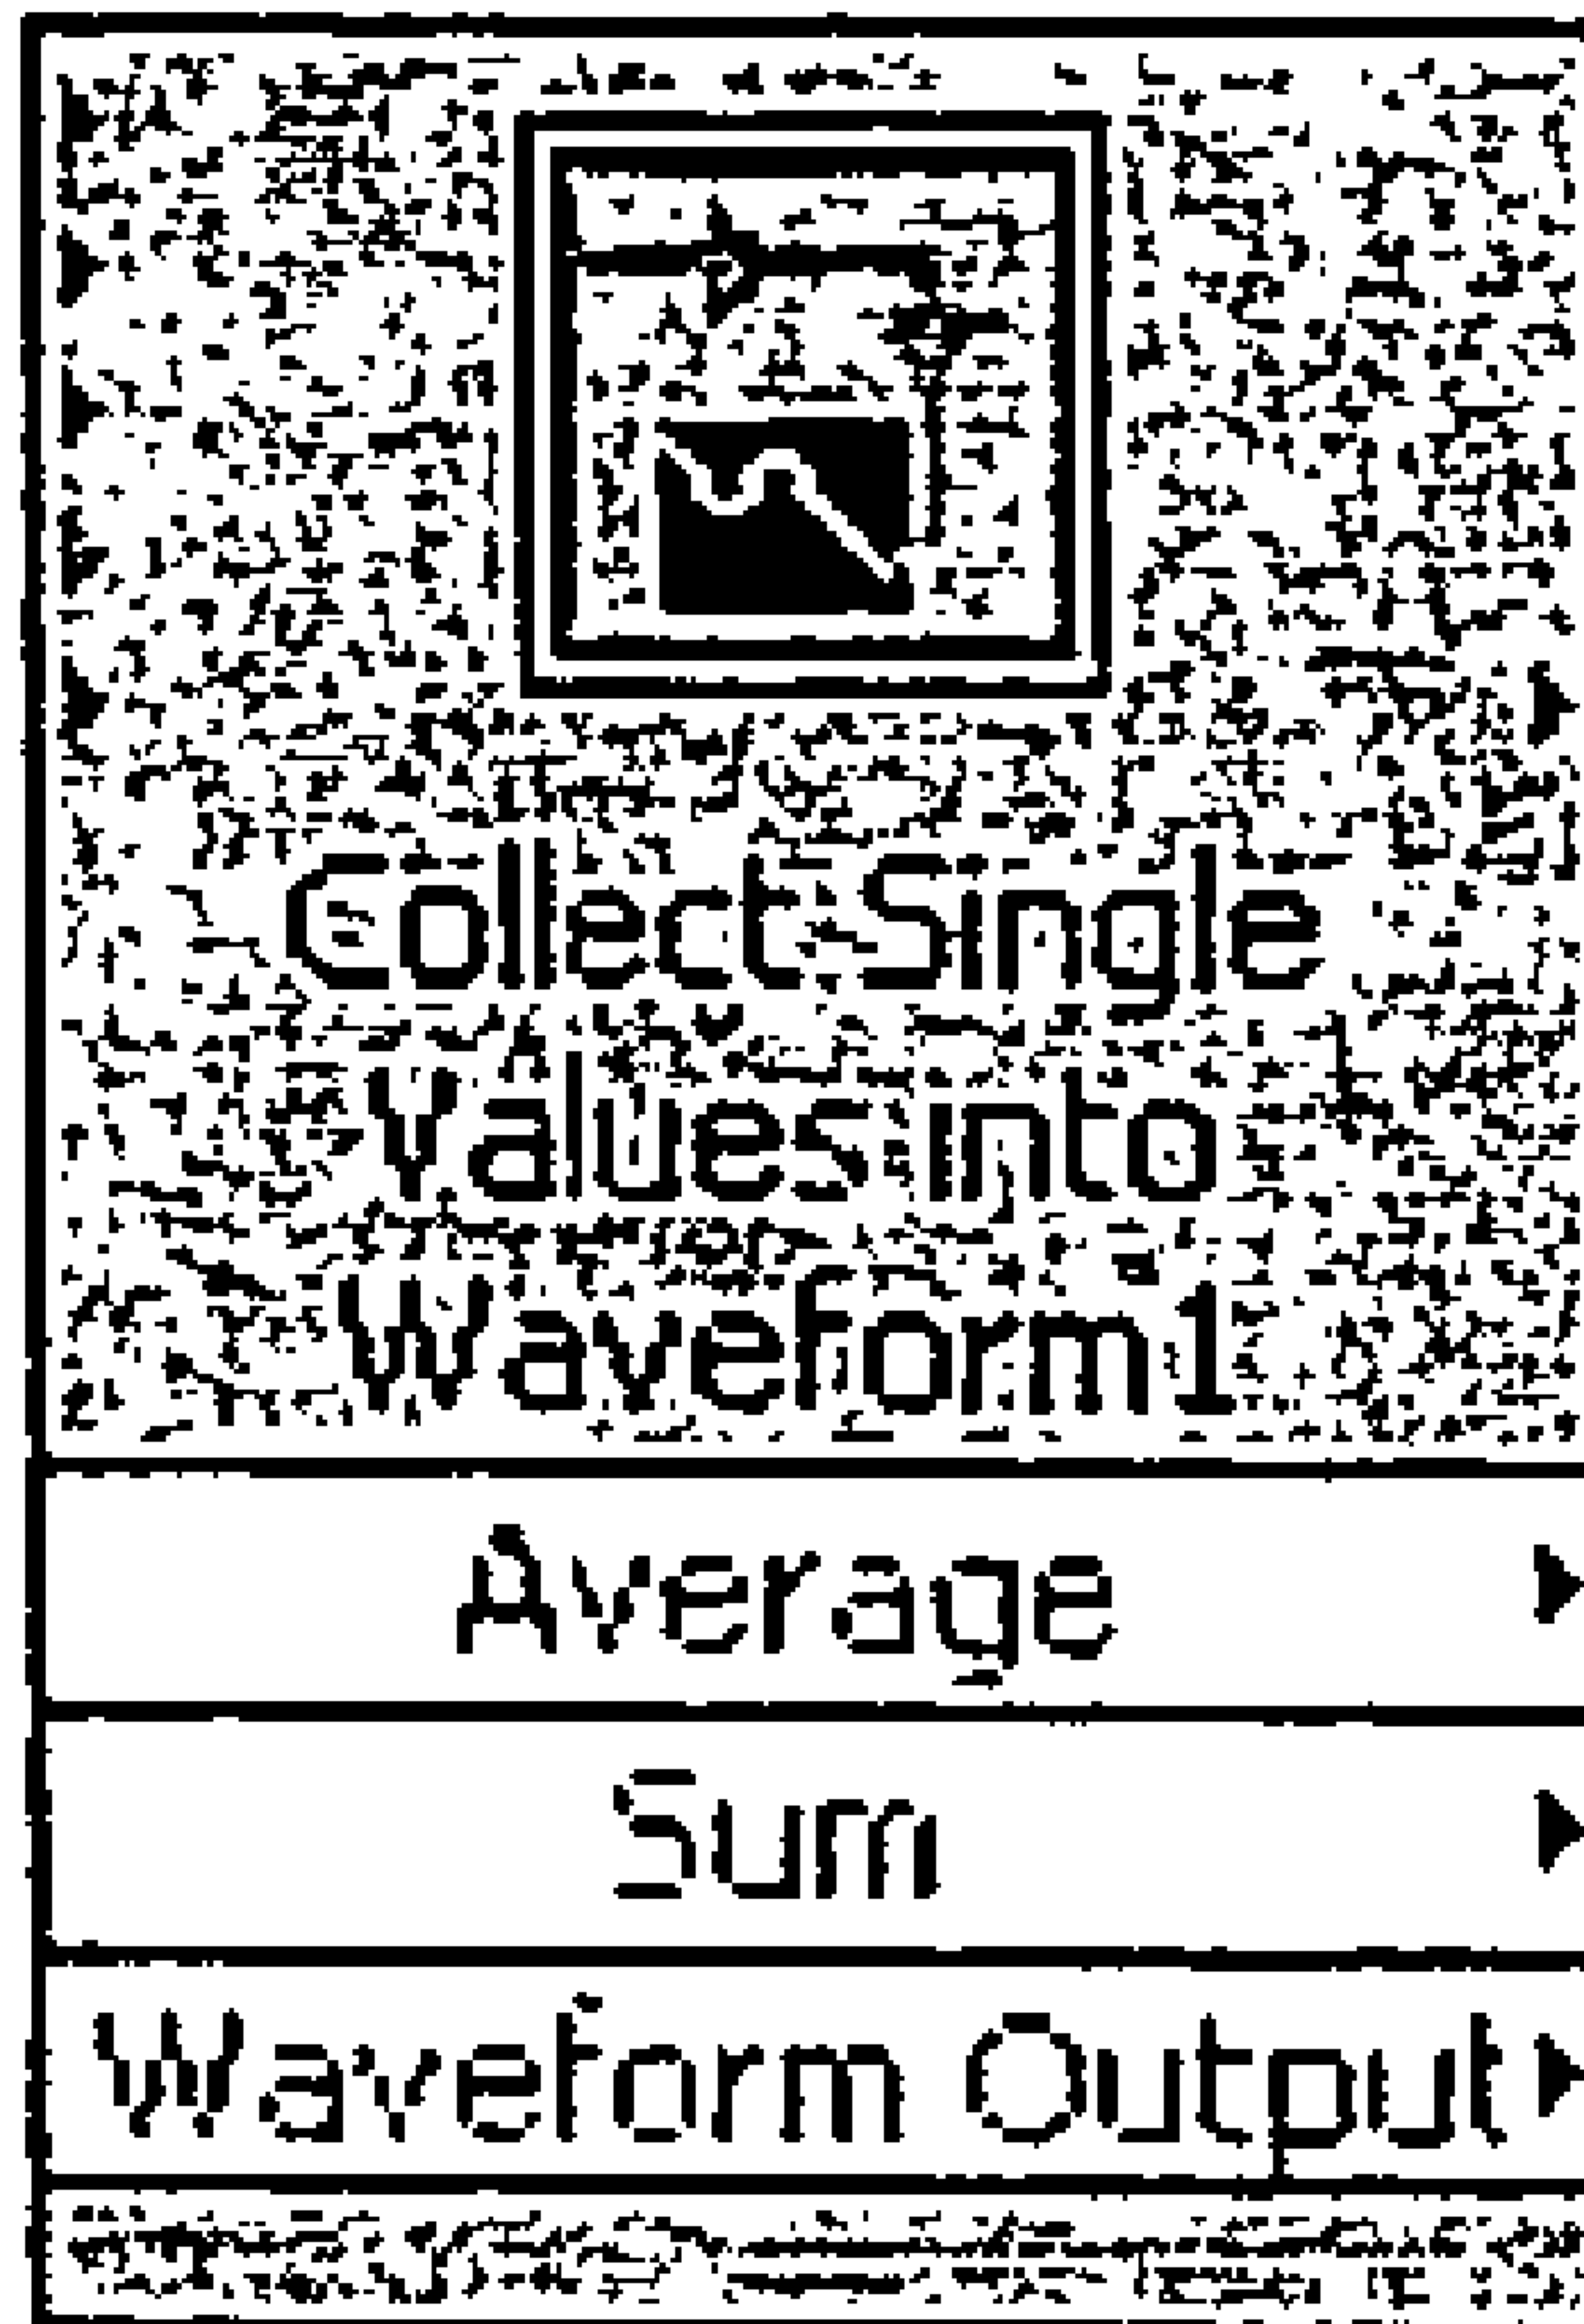 Collect Single
Values into
Waveform1
Average
Sum
Waveform Output